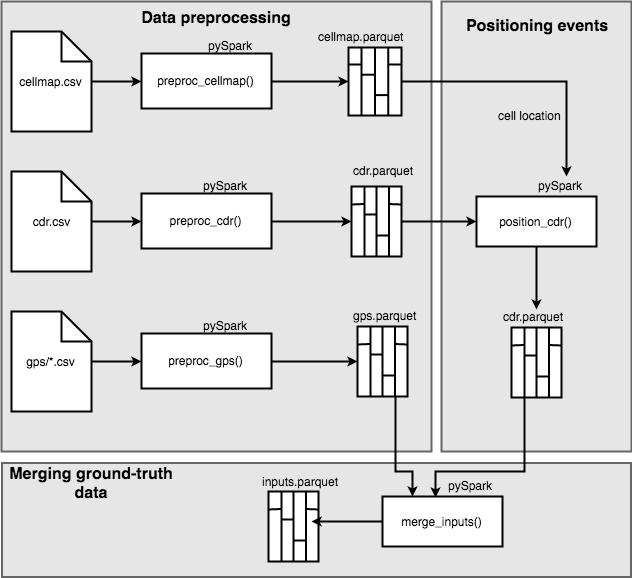 Data preprocessing
Positioning events
cellmap.csv
pySpark
preproc_cellmap()
cellmap.parquet
cell location
cdr.csv
pySpark
preproc_cdr()
cdr.parquet
pySpark
position_cdr()
gps/*.csv
pySpark
preproc_gps()
gps.parquet
cdr.parquet
Merging ground-truth
data
inputs.parquet
pySpark
merge_inputs()